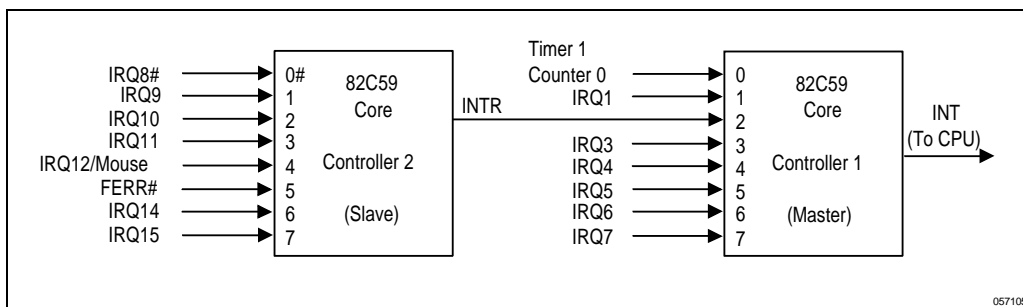 IRQ8#
IRQ9
IRQ10
IRQ11
IRQ12/Mouse
FERR#
IRQ14
IRQ15
0#
1
2
3
4
5
6
7
82C59
Core
Controller 2
(Slave)
INTR
Timer 1
Counter 0
IRQ1
IRQ3
IRQ4
IRQ5
IRQ6
IRQ7
0
1
2
3
4
5
6
7
82C59
Core
Controller 1
(Master)
INT
(To CPU)
057105